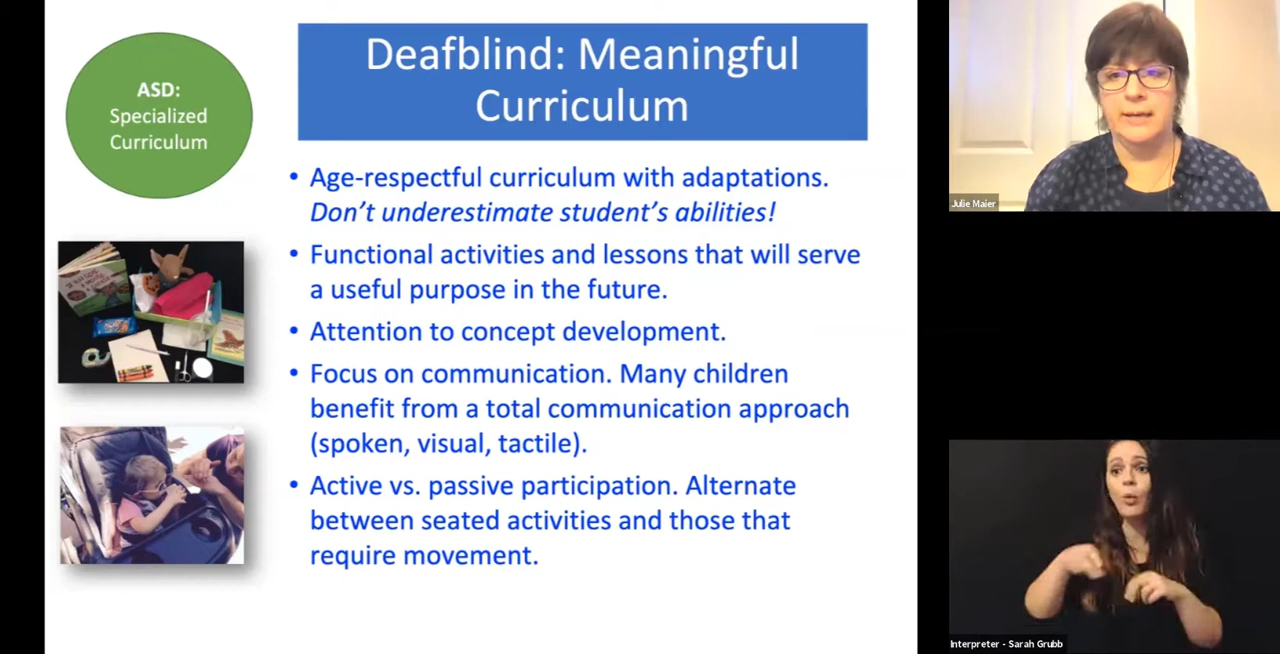 ASD:
Specialized
Curriculum
Deafblind: Meaningful
Curriculum
• Age-respectful curriculum with adaptations.
Don’t underestimate student’s abilities!
• Functional activities and lessons that will serve
a useful purpose in the future.
• Attention to concept development.
• Focus on communication. Many children
benefit from a total communication approach
(spoken, visual, tactile).
• Active vs. passive participation. Alternate
between seated activities and those that
require movement.
Julie Maier
Interpreter - Sarah Grubb